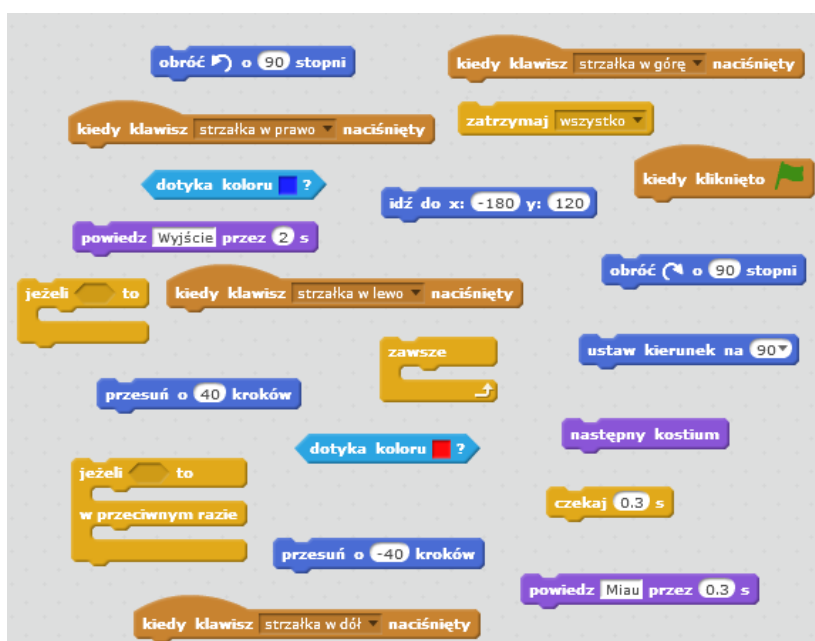 obróć o 90 stopni
kiedy klawisz strzałka w górę naciśnięty
kiedy klawisz strzałka w prawo naciśnięty
zatrzymaj wszystko
kiedy kliknięto
dotyka koloru ?
idź do x: -180 y: 120
powiedz Wyjście przez 2 s
obróć o 90 stopni
jeżeli to
kiedy klawisz strzałka w lewo naciśnięty
zawsze
ustaw kierunek na 90
przesuń o 40 kroków
następny kostium
dotyka koloru ?
jeżeli to
w przeciwnym razie
czekaj 0.3 s
przesuń o -40 kroków
powiedz Miau przez 0.3 s
kiedy klawisz strzałka w dół naciśnięty